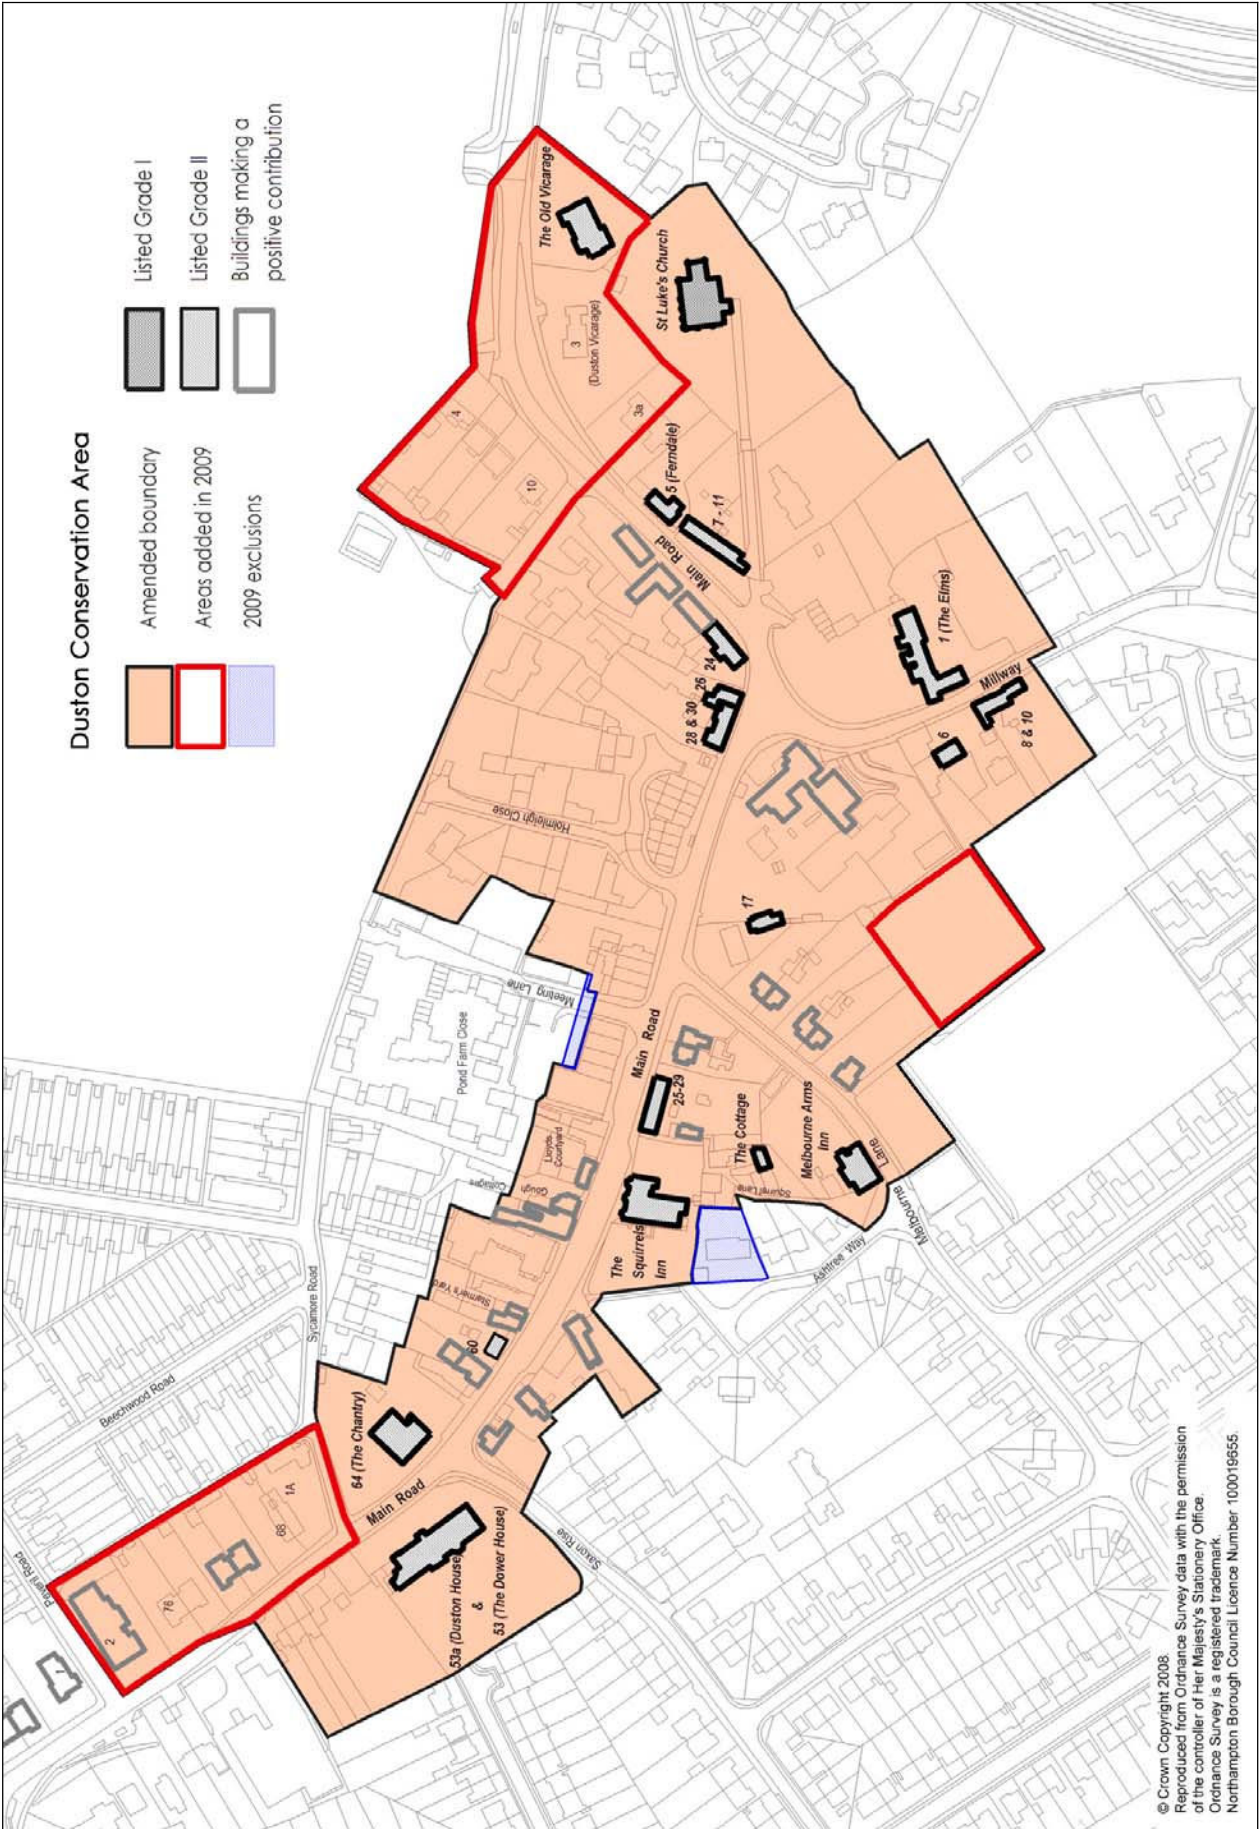 Duston Conservation Area
Amended boundary
Areas added in 2009
2009 exclusions
Listed Grade I
Listed Grade II
Buildings making a
positive contribution
Peveril Road
2
76
68
1A
Beechwood Road
Sycamore Road
64 (The Chantry)
Main Road
53a (Duston House)
&
53 (The Dower House)
Saxon Rise
60
Starmer's Yard
Gough
Cottages
Lloyds
Courtyard
Pond Farm Close
Meeting Lane
Holmleigh Close
The
Squirrels
Inn
Main Road
25-29
The Cottage
Squirrel Lane
Melbourne Arms
Inn
Melbourne
Lane
Ashtree Way
17
28 & 30
26
24
Main Road
5 (Ferndale)
7 - 11
6
8 & 10
Millway
1 (The Elms)
10
4
3a
3
(Duston Vicarage)
The Old Vicarage
St Luke's Church
© Crown Copyright 2008.
Reproduced from Ordnance Survey data with the permission
of the controller of Her Majesty's Stationery Office.
Ordnance Survey is a registered trademark.
Northampton Borough Council Licence Number 100019655.